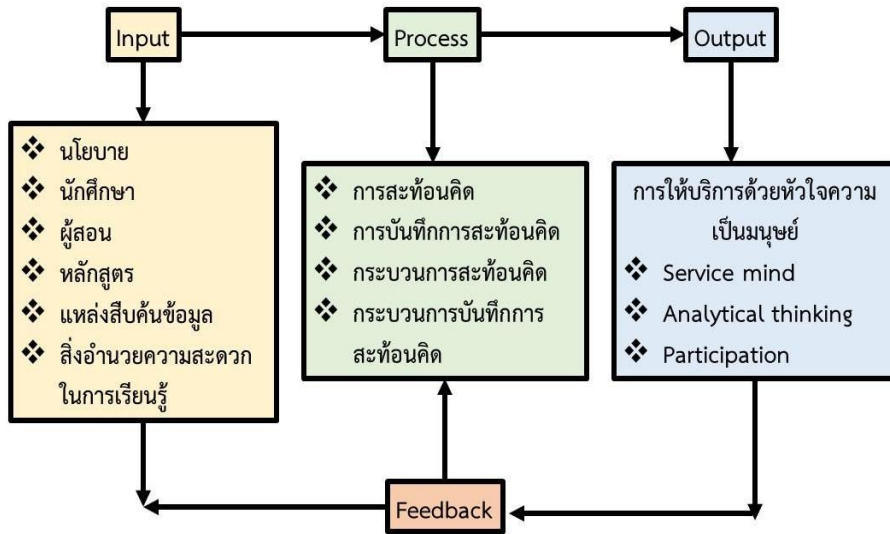 Input
Process
Output
❖ นโยบาย
❖ นักศึกษา
❖ ผู้สอน
❖ หลักสูตร
❖ แหล่งสืบค้นข้อมูล
❖ สิ่งอำนวยความสะดวก
ในการเรียนรู้
❖ การสะท้อนคิด
❖ การบันทึกการสะท้อนคิด
❖ กระบวนการสะท้อนคิด
❖ กระบวนการบันทึกการ
สะท้อนคิด
การให้บริการด้วยหัวใจความ
เป็นมนุษย์
❖ Service mind
❖ Analytical thinking
❖ Participation
Feedback